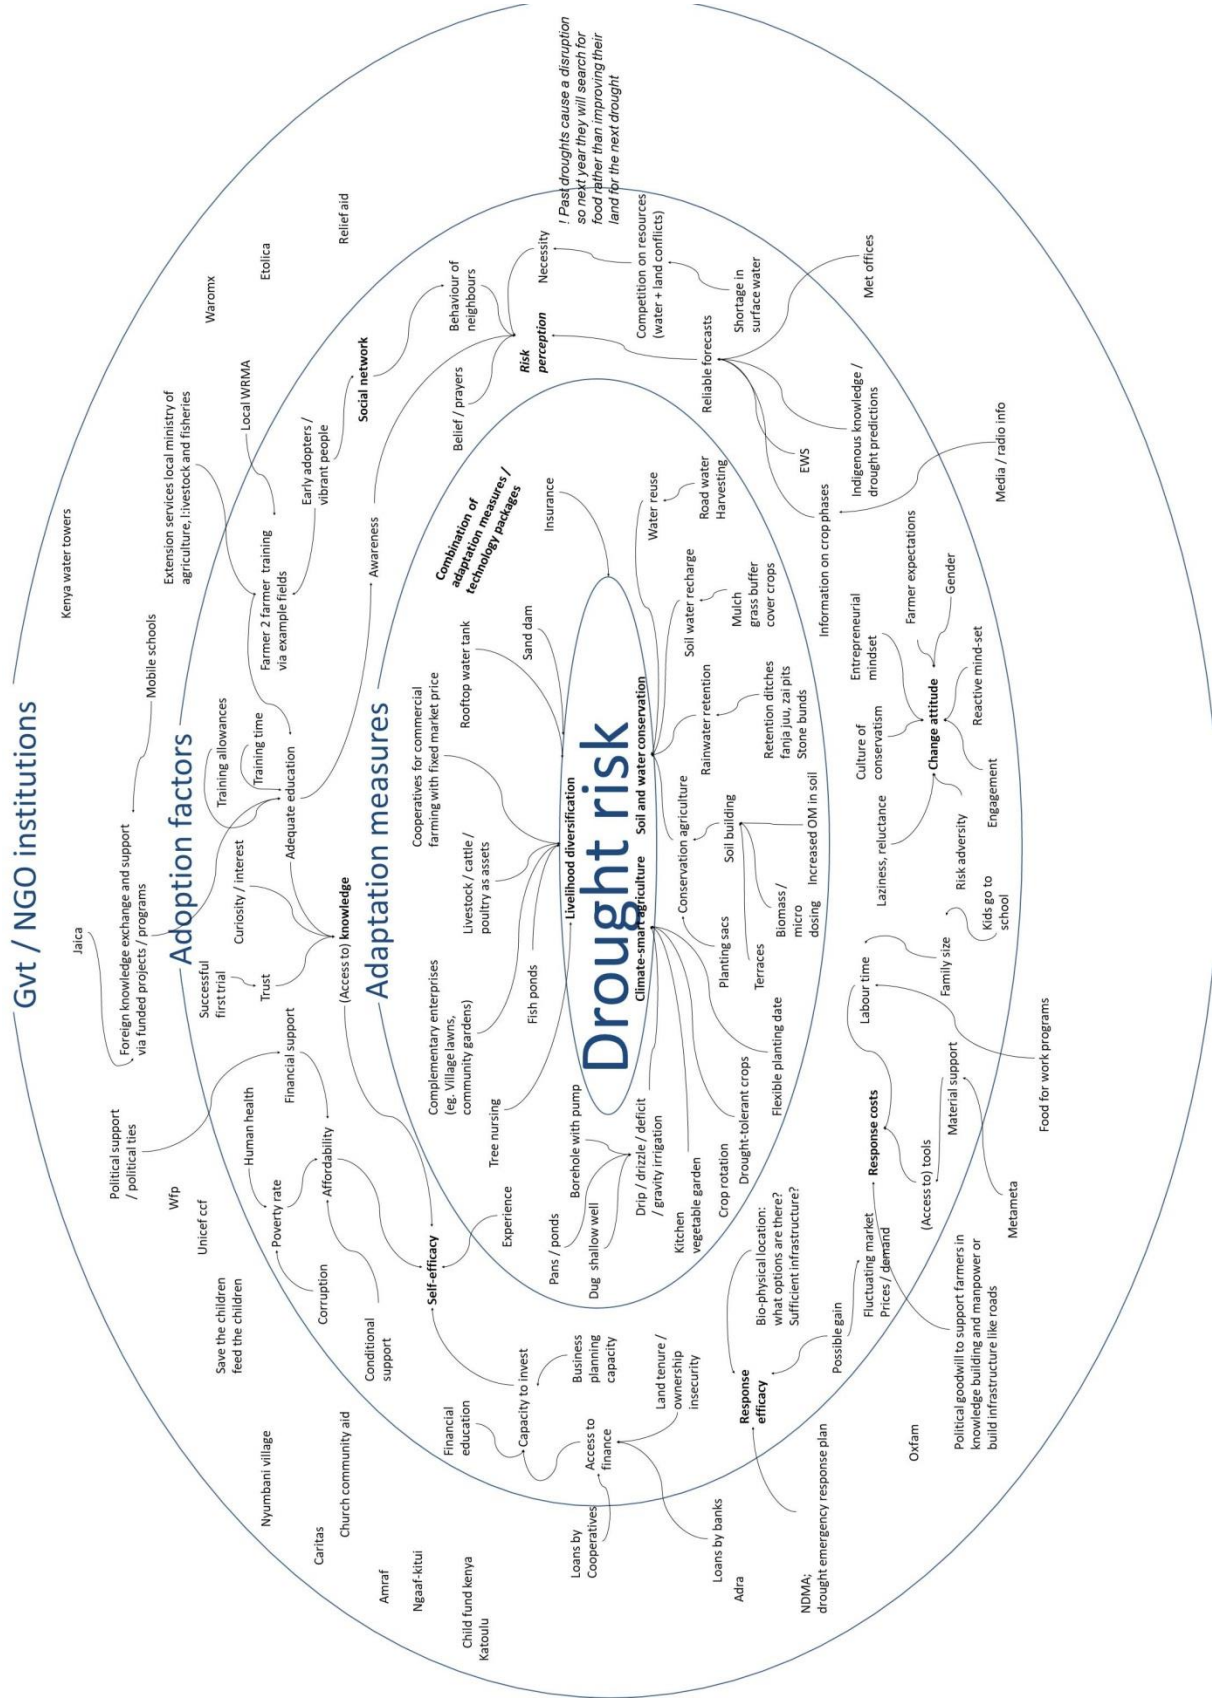 Gvt / NGO institutions
Kenya water towers
Jaica
Foreign knowledge exchange and support
via funded projects / programs
Mobile schools
Political support
/ political ties
Wfp
Unicef ccf
Save the children
feed the children
Nyumbani village
Caritas
Church community aid
Amraf
Ngaaf-kitui
Child fund kenya
Katoulu
Extension services local ministry of
agriculture, l:ivestock and fisheries
Waromx
Local WRMA
Etolica
Relief aid
Adoption factors
Successful
first trial
Trust
Curiosity / interest
Training allowances
Training time
Adequate education
Farmer 2 farmer training
via example fields
Early adopters /
vibrant people
Social network
Behaviour of
neighbours
Awareness
Belief / prayers
Risk
perception
Necessity
! Past droughts cause a disruption
so next year they will search for
food rather than improving their
land for the next drought
Competition on resources
(water + land conflicts)
Shortage in
surface water
Reliable forecasts
Met offices
EWS
Indigenous knowledge /
drought predictions
Information on crop phases
Media / radio info
Financial support
Human health
Poverty rate
Affordability
Corruption
Conditional
support
(Access to) knowledge
Self-efficacy
Experience
Financial
education
Capacity to invest
Business
planning
capacity
Access to
finance
Land tenure /
ownership
insecurity
Loans by
Cooperatives
Loans by banks
Adra
NDMA;
drought emergency response plan
Adaptation measures
Complementary enterprises
(eg. Village lawns,
community gardens)
Tree nursing
Fish ponds
Livestock / cattle /
poultry as assets
Cooperatives for commercial
farming with fixed market price
Rooftop water tank
Sand dam
Combination of
adaptation measures /
technology packages
Insurance
Livelihood diversification
Drought risk
Climate-smart agriculture
Soil and water conservation
Borehole with pump
Pans / ponds
Dug shallow well
Drip / drizzle / deficit
/ gravity irrigation
Kitchen
vegetable garden
Crop rotation
Drought-tolerant crops
Flexible planting date
Conservation agriculture
Planting sacs
Soil building
Terraces
Biomass /
micro
dosing
Increased OM in soil
Rainwater retention
Retention ditches
fanja juu, zai pits
Stone bunds
Soil water recharge
Mulch
grass buffer
cover crops
Water reuse
Road water
Harvesting
Bio-physical location:
what options are there?
Sufficient infrastructure?
Response
efficacy
Possible gain
Fluctuating market
Prices / demand
Response costs
(Access to) tools
Material support
Labour time
Family size
Kids go to
school
Laziness, reluctance
Risk adversity
Culture of
conservatism
Change attitude
Entrepreneurial
mindset
Farmer expectations
Gender
Reactive mind-set
Engagement
Oxfam
Political goodwill to support farmers in
knowledge building and manpower or
build infrastructure like roads
Metameta
Food for work programs